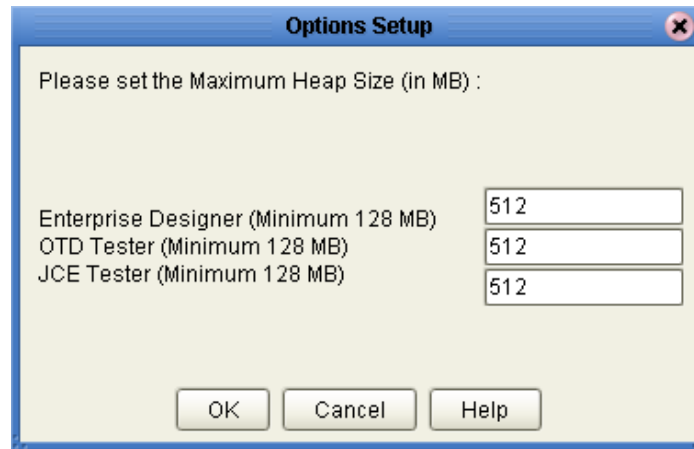 Options Setup
Please set the Maximum Heap Size (in MB) :
Enterprise Designer (Minimum 128 MB) 512
OTD Tester (Minimum 128 MB) 512
JCE Tester (Minimum 128 MB) 512
OK Cancel Help